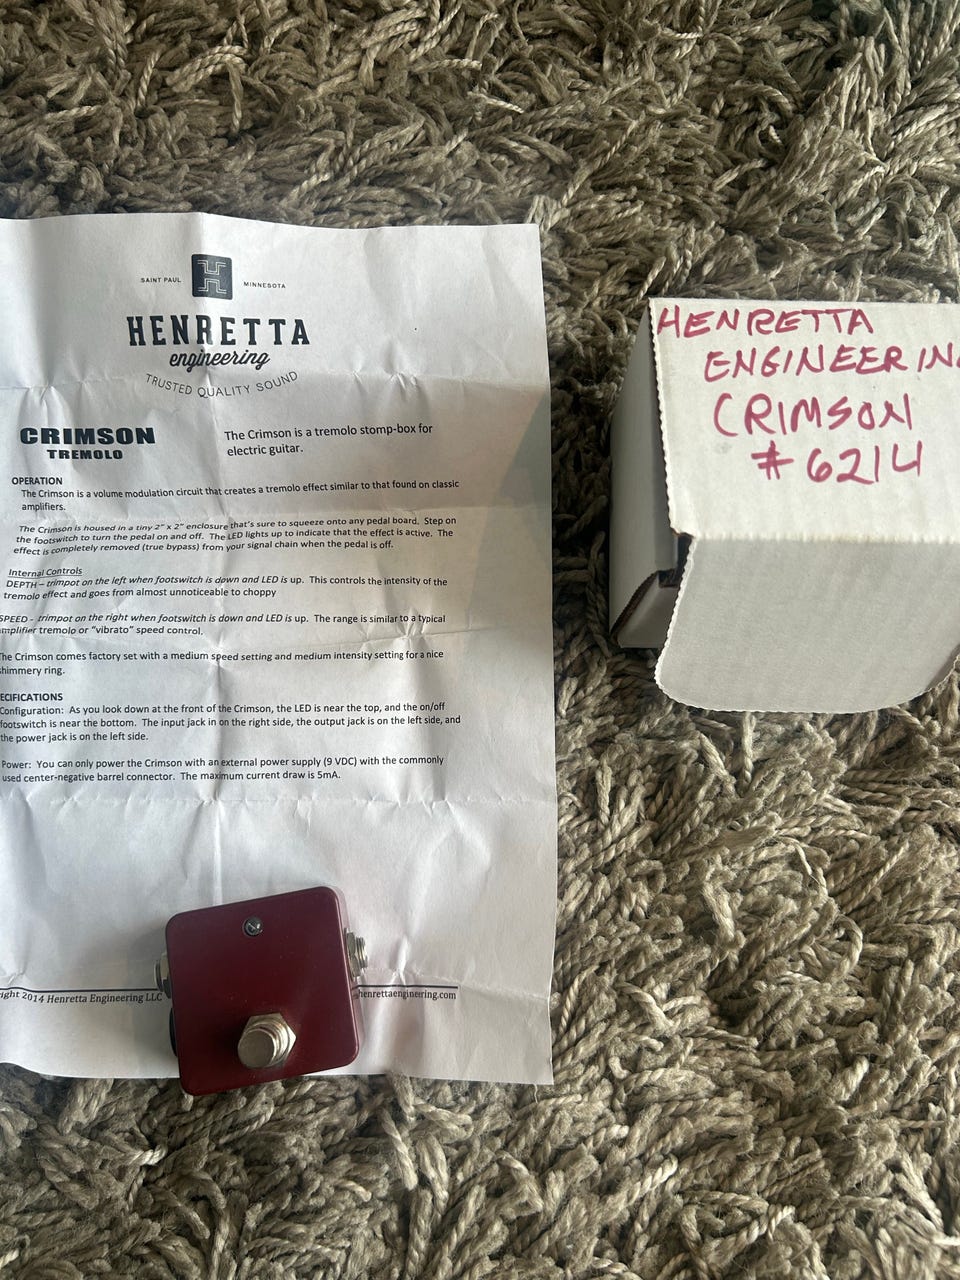 SAINT PAUL MINNESOTA
HENRETTA
engineering
TRUSTED QUALITY SOUND
CRIMSON
TREMOLO
The Crimson is a tremolo stomp-box for
electric guitar.
OPERATION
The Crimson is a volume modulation circuit that creates a tremolo effect similar to that found on classic
amplifiers.
The Crimson is housed in a tiny 2" x 2" enclosure that's sure to squeeze onto any pedal board. Step on
the footswitch to turn the pedal on and off. The LED lights up to indicate that the effect is active. The
effect is completely removed (true bypass) from your signal chain when the pedal is off.
Internal Controls
DEPTH – trimpot on the left when footswitch is down and LED is up. This controls the intensity of the
tremolo effect and goes from almost unnoticeable to choppy
SPEED - trimpot on the right when footswitch is down and LED is up. The range is similar to a typical
mplifier tremolo or "vibrato" speed control.
The Crimson comes factory set with a medium speed setting and medium intensity setting for a nice
shimmery ring.
ECIFICATIONS
Configuration: As you look down at the front of the Crimson, the LED is near the top, and the on/off
footswitch is near the bottom. The input jack in on the right side, the output jack is on the left side, and
the power jack is on the left side.
Power: You can only power the Crimson with an external power supply (9 VDC) with the commonly
used center-negative barrel connector. The maximum current draw is 5mA.
ight 2014 Henretta Engineering LLC henrettaengineering.com
HENRETTA
ENGINEERING
CRIMSON
#6214